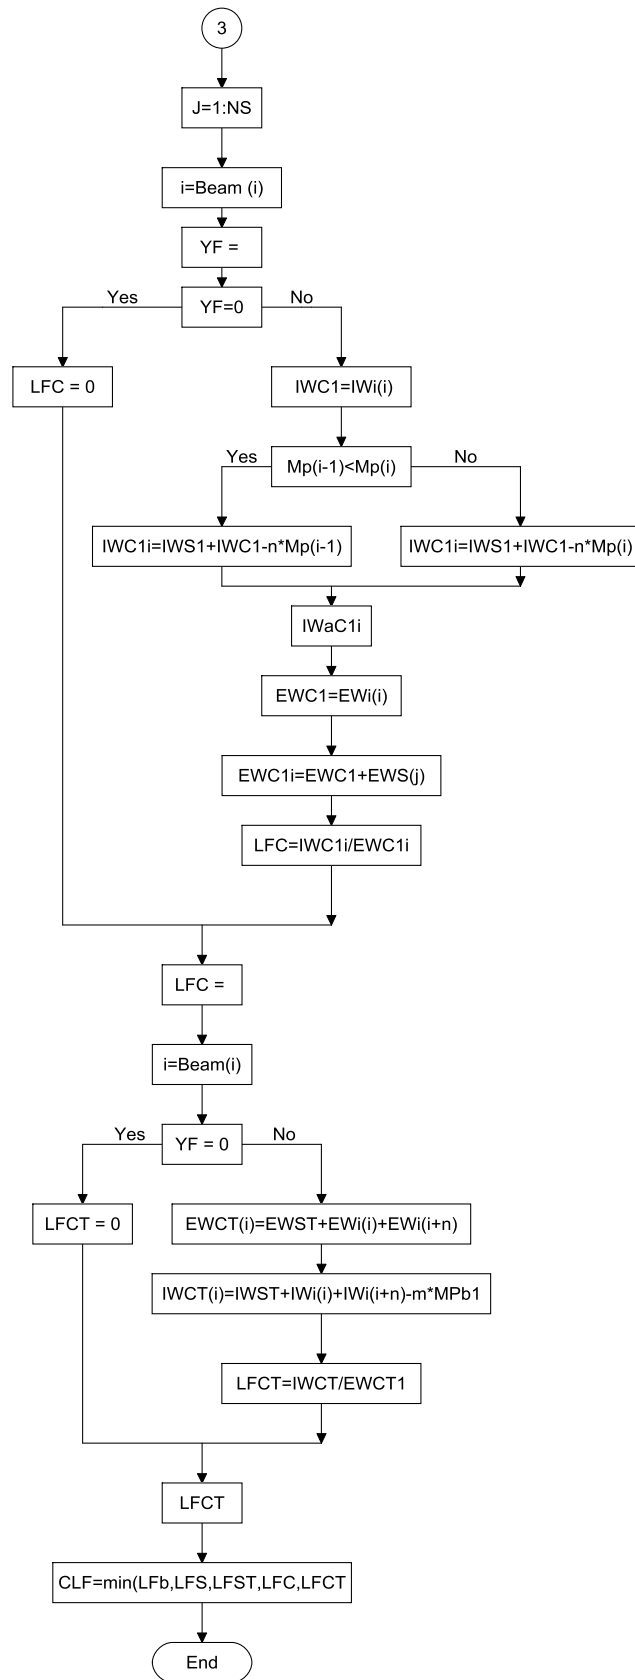 3
J=1:NS
i=Beam (i)
YF =
YF=0
Yes
No
LFC = 0
IWC1=IWi(i)
Mp(i-1)<Mp(i)
Yes
No
IWC1i=IWS1+IWC1-n*Mp(i-1)
IWC1i=IWS1+IWC1-n*Mp(i)
IWaC1i
EWC1=EWi(i)
EWC1i=EWC1+EWS(j)
LFC=IWC1i/EWC1i
LFC =
i=Beam(i)
YF = 0
Yes
No
LFCT = 0
EWCT(i)=EWST+EWi(i)+EWi(i+n)
IWCT(i)=IWST+IWi(i)+IWi(i+n)-m*MPb1
LFCT=IWCT/EWCT1
LFCT
CLF=min(LFb,LFS,LFST,LFC,LFCT
End